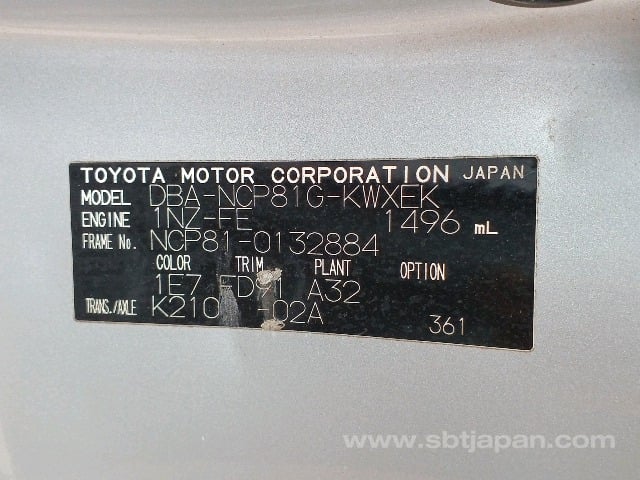 TOYOTA MOTOR CORPORATION JAPAN
MODEL DBA-NCP81G-KWXEK
ENGINE 1NZ-FE 1496 mL
FRAME No. NCP81-0132884
COLOR TRIM PLANT OPTION
1E7 A32
TRANS./AXLE K210 -02A
361
www.sbtjapan.com